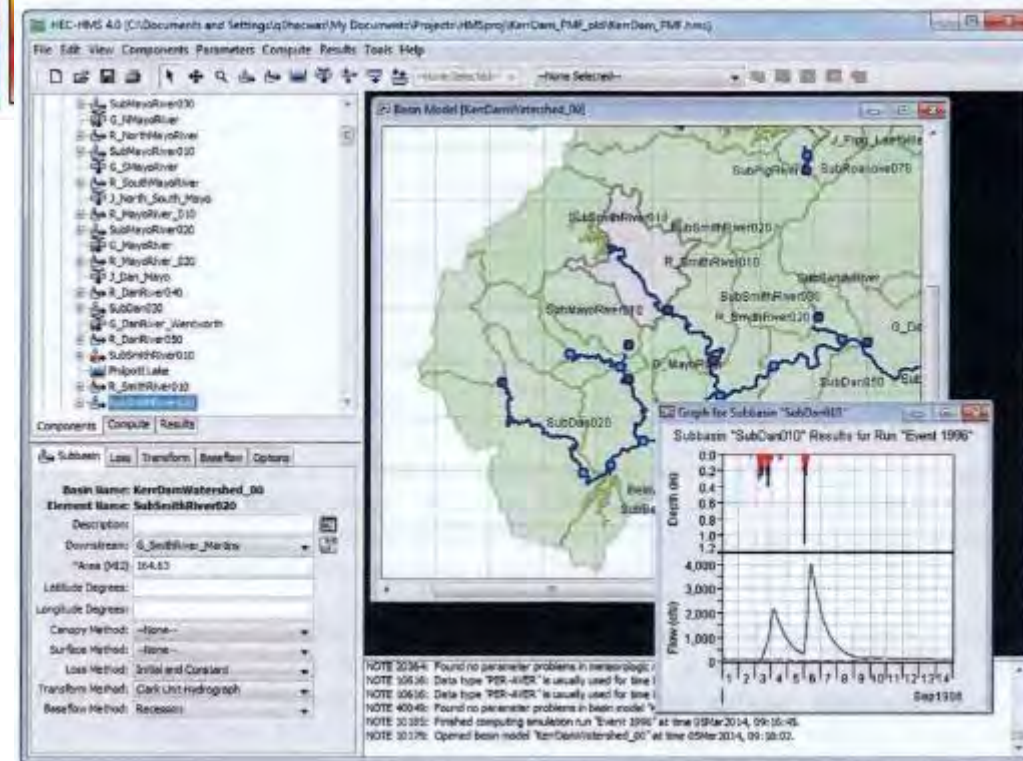 HEC-HMS 4.0 [C:\Documents and Settings\q0hecwar\My Documents\Projects\HMSproj\KerrDam_PMF_old\KerrDam_PMF.hms]
File Edit View Components Parameters Compute Results Tools Help
--None Selected-- --None Selected--
SubMayoRiver030
G_NMayoRiver
R_NorthMayoRiver
SubMayoRiver010
G_SMayoRiver
R_SouthMayoRiver
J_North_South_Mayo
R_MayoRiver_010
SubMayoRiver020
G_MayoRiver
R_MayoRiver_020
J_Dan_Mayo
R_DanRiver040
SubDan030
G_DanRiver_Wentworth
R_DanRiver050
SubSmithRiver010
Philpott Lake
R_SmithRiver010
Components Compute Results
Subbasin Loss Transform Baseflow Options
Basin Name: KerrDamWatershed_00
Element Name: SubSmithRiver020
Description:
Downstream: G_SmithRiver_Martins
*Area (MI2) 164.63
Latitude Degrees:
Longitude Degrees:
Canopy Method: --None--
Surface Method: --None--
Loss Method: Initial and Constant
Transform Method: Clark Unit Hydrograph
Baseflow Method: Recession
Basin Model [KerrDamWatershed_00]
SubPigRiver SubRoanoke070
SubSmithRiver010
SubSmithRiver020
R_SmithRiver010
SubSandyRiver
SubMayoRiver010
SubSmithRiver030
R_SmithRiver020
G_Da
G_MayoR
SubDan050 Sub
SubDan020
Graph for Subbasin "SubDan010"
Subbasin "SubDan010" Results for Run "Event 1996"
Depth (in)
0.0
0.2
0.4
0.6
0.8
1.0
1.2
Flow (cfs)
4,000
3,000
2,000
1,000
0
1 2 3 4 5 6 7 8 9 10 11 12 13 14
Sep1996
NOTE 20364: Found no parameter problems in meteorologic
NOTE 10616: Data type "PER-AVER" is usually used for time
NOTE 10616: Data type "PER-AVER" is usually used for time
NOTE 40049: Found no parameter problems in basin model
NOTE 10185: Finished computing simulation run "Event 1996" at time 05Mar2014, 09:16:45.
NOTE 10179: Opened basin model "KerrDamWatershed_00" at time 05Mar2014, 09:18:02.